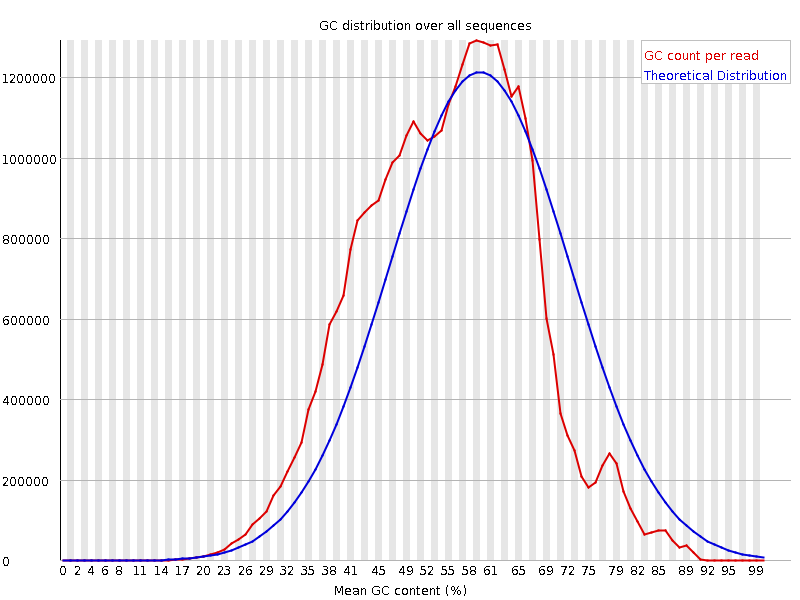 GC distribution over all sequences
GC count per read
Theoretical Distribution
1200000
1000000
800000
600000
400000
200000
0
0 2 4 6 8 11 14 17 20 23 26 29 32 35 38 41 45 49 52 55 58 61 65 69 72 75 79 82 85 89 92 95 99
Mean GC content (%)